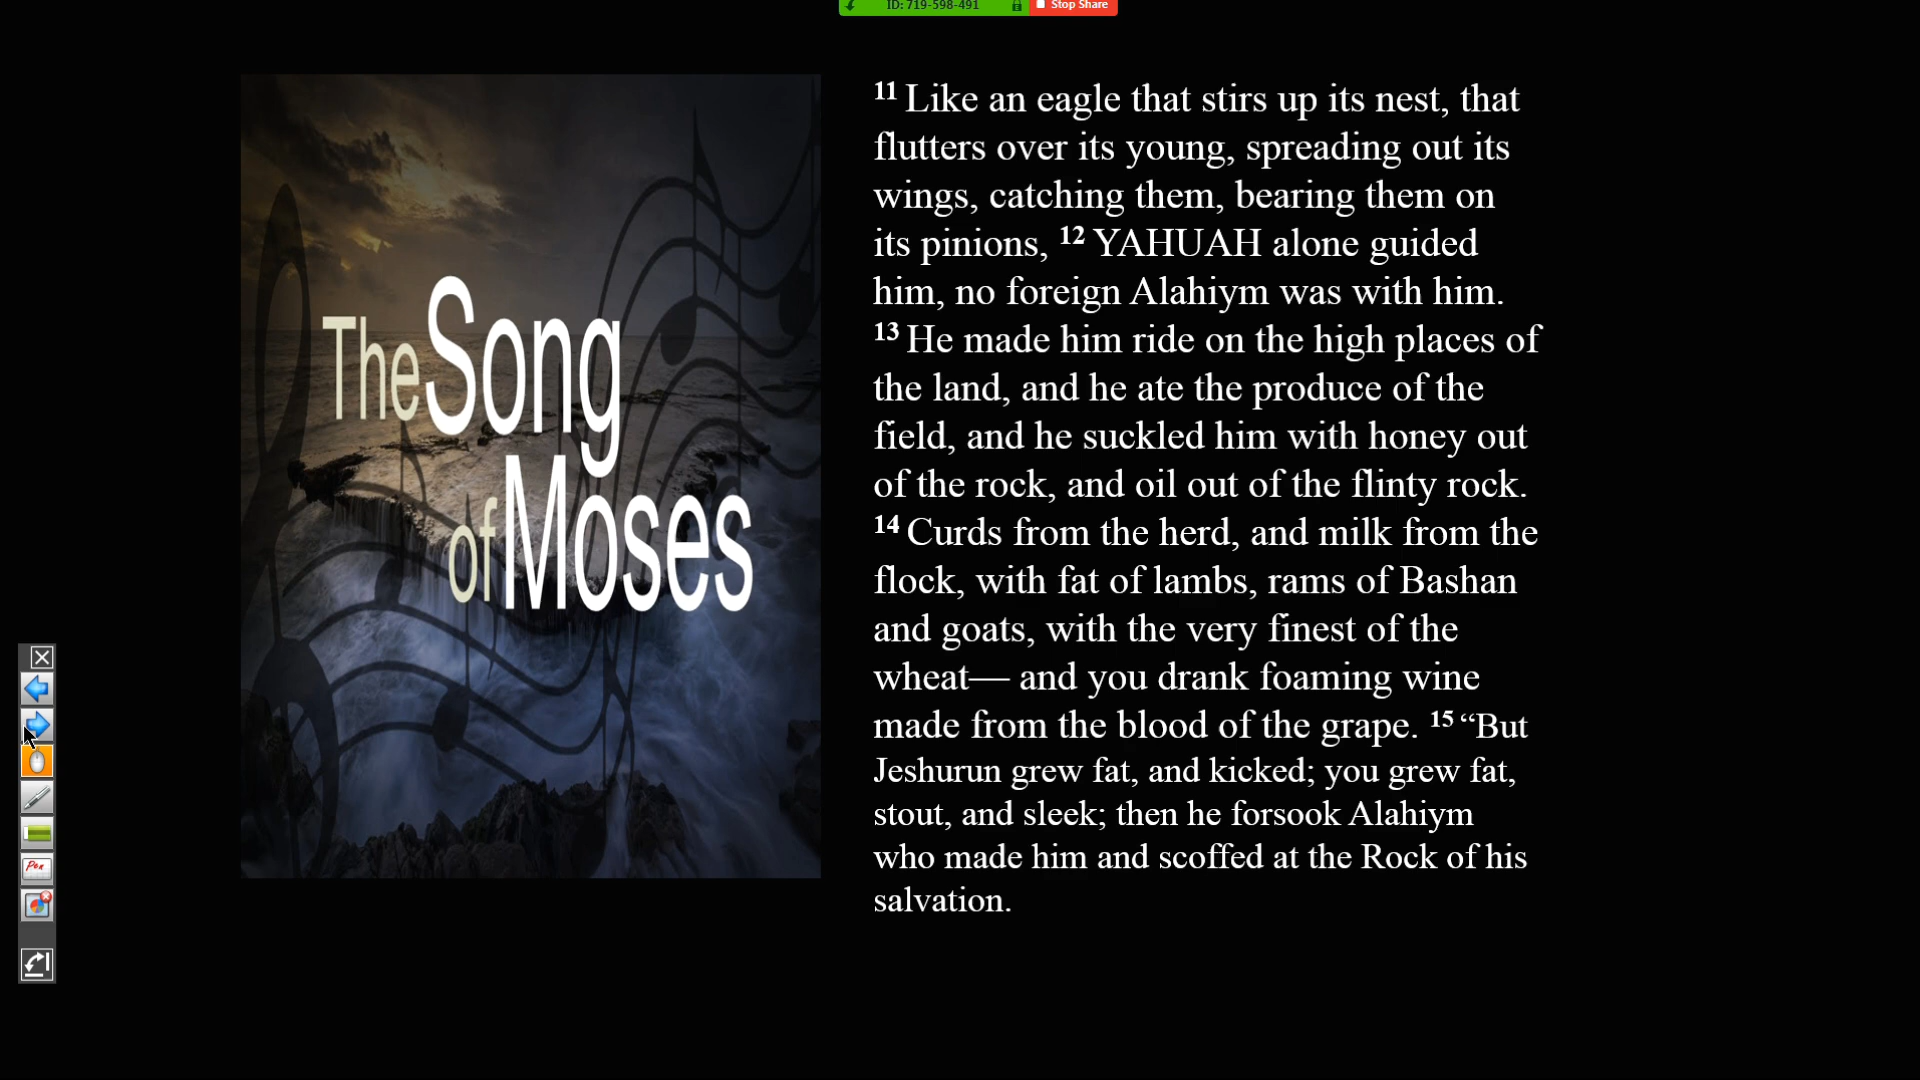 ID: 719-598-491
Stop Share
The Song
of Moses
11 Like an eagle that stirs up its nest, that
flutters over its young, spreading out its
wings, catching them, bearing them on
its pinions, 12 YAHUAH alone guided
him, no foreign Alahiym was with him.
13 He made him ride on the high places of
the land, and he ate the produce of the
field, and he suckled him with honey out
of the rock, and oil out of the flinty rock.
14 Curds from the herd, and milk from the
flock, with fat of lambs, rams of Bashan
and goats, with the very finest of the
wheat— and you drank foaming wine
made from the blood of the grape. 15 “But
Jeshurun grew fat, and kicked; you grew fat,
stout, and sleek; then he forsook Alahiym
who made him and scoffed at the Rock of his
salvation.
Pen